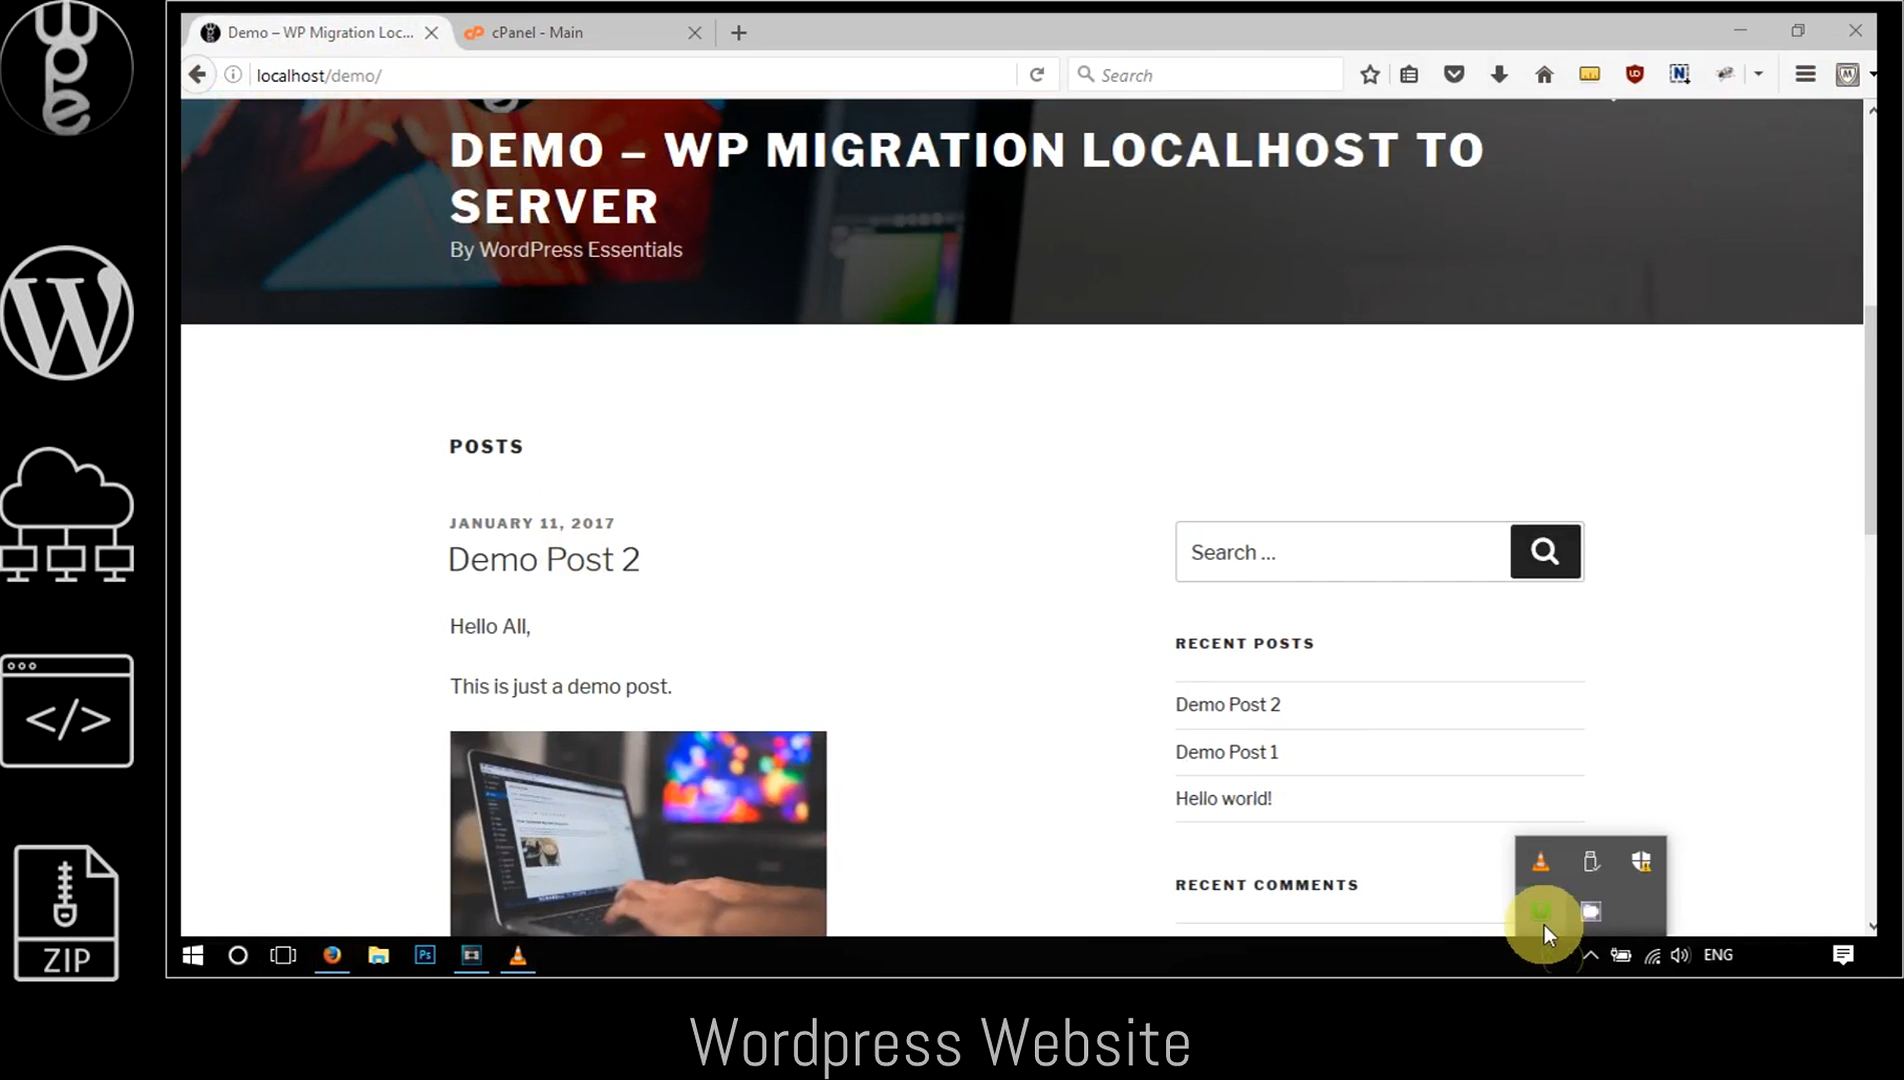 wpe
Demo – WP Migration Loc...
cPanel - Main
localhost/demo/
Search
DEMO – WP MIGRATION LOCALHOST TO
SERVER
By WordPress Essentials
POSTS
JANUARY 11, 2017
Demo Post 2
Hello All,
This is just a demo post.
Search ...
RECENT POSTS
Demo Post 2
Demo Post 1
Hello world!
RECENT COMMENTS
</>
ZIP
Ps
ENG
Wordpress Website